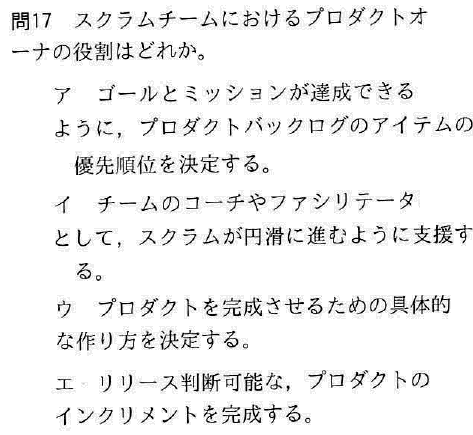 問17　スクラムチームにおけるプロダクトオ
ーナの役割はどれか。
ア　ゴールとミッションが達成できる
ように，プロダクトバックログのアイテムの
優先順位を決定する。
イ　チームのコーチやファシリテータ
として，スクラムが円滑に進むように支援す
る。
ウ　プロダクトを完成させるための具体的
な作り方を決定する。
エ　リリース判断可能な，プロダクトの
インクリメントを完成する。